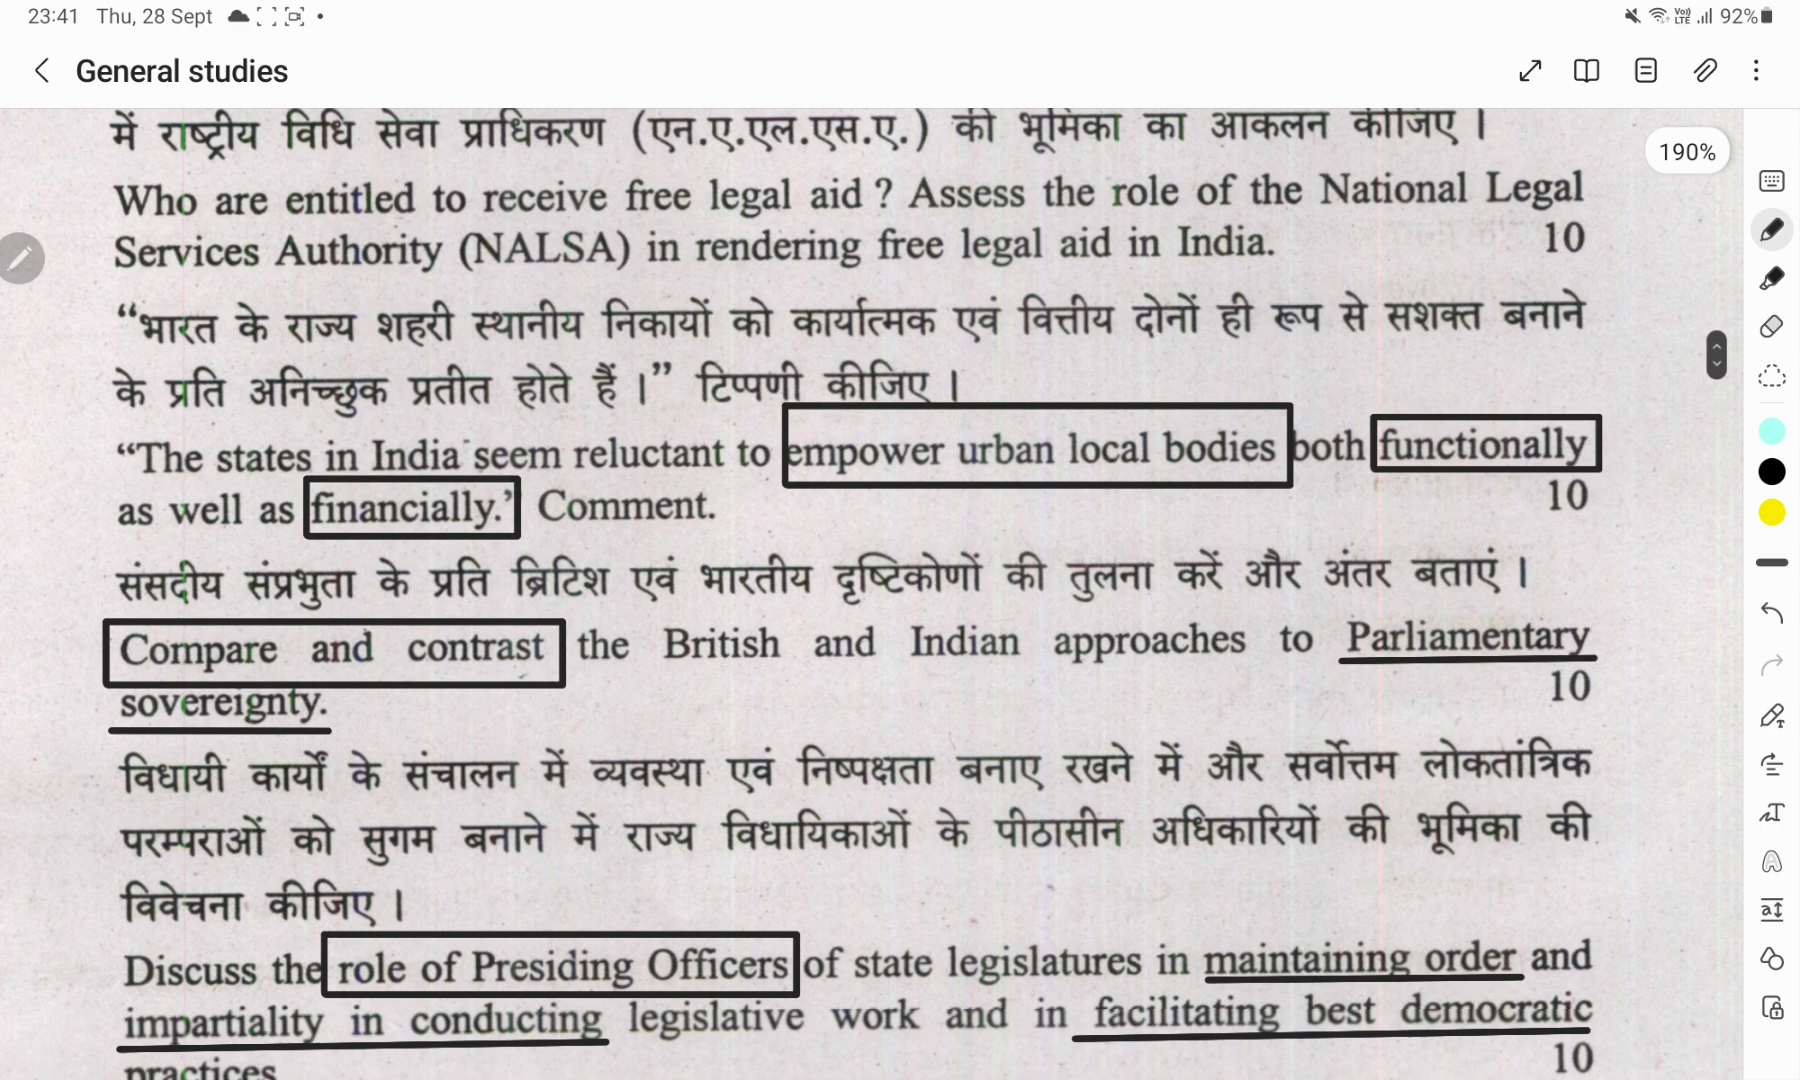 23:41 Thu, 28 Sept 92%
General studies
190%
में राष्ट्रीय विधि सेवा प्राधिकरण (एन.ए.एल.एस.ए.) की भूमिका का आकलन कीजिए ।
Who are entitled to receive free legal aid ? Assess the role of the National Legal
Services Authority (NALSA) in rendering free legal aid in India. 10
“भारत के राज्य शहरी स्थानीय निकायों को कार्यात्मक एवं वित्तीय दोनों ही रूप से सशक्त बनाने
के प्रति अनिच्छुक प्रतीत होते हैं ।” टिप्पणी कीजिए ।
“The states in India seem reluctant to empower urban local bodies both functionally
as well as financially.’ Comment. 10
संसदीय संप्रभुता के प्रति ब्रिटिश एवं भारतीय दृष्टिकोणों की तुलना करें और अंतर बताएं ।
Compare and contrast the British and Indian approaches to Parliamentary
sovereignty. 10
विधायी कार्यों के संचालन में व्यवस्था एवं निष्पक्षता बनाए रखने में और सर्वोत्तम लोकतांत्रिक
परम्पराओं को सुगम बनाने में राज्य विधायिकाओं के पीठासीन अधिकारियों की भूमिका की
विवेचना कीजिए ।
Discuss the role of Presiding Officers of state legislatures in maintaining order and
impartiality in conducting legislative work and in facilitating best democratic
practices 10